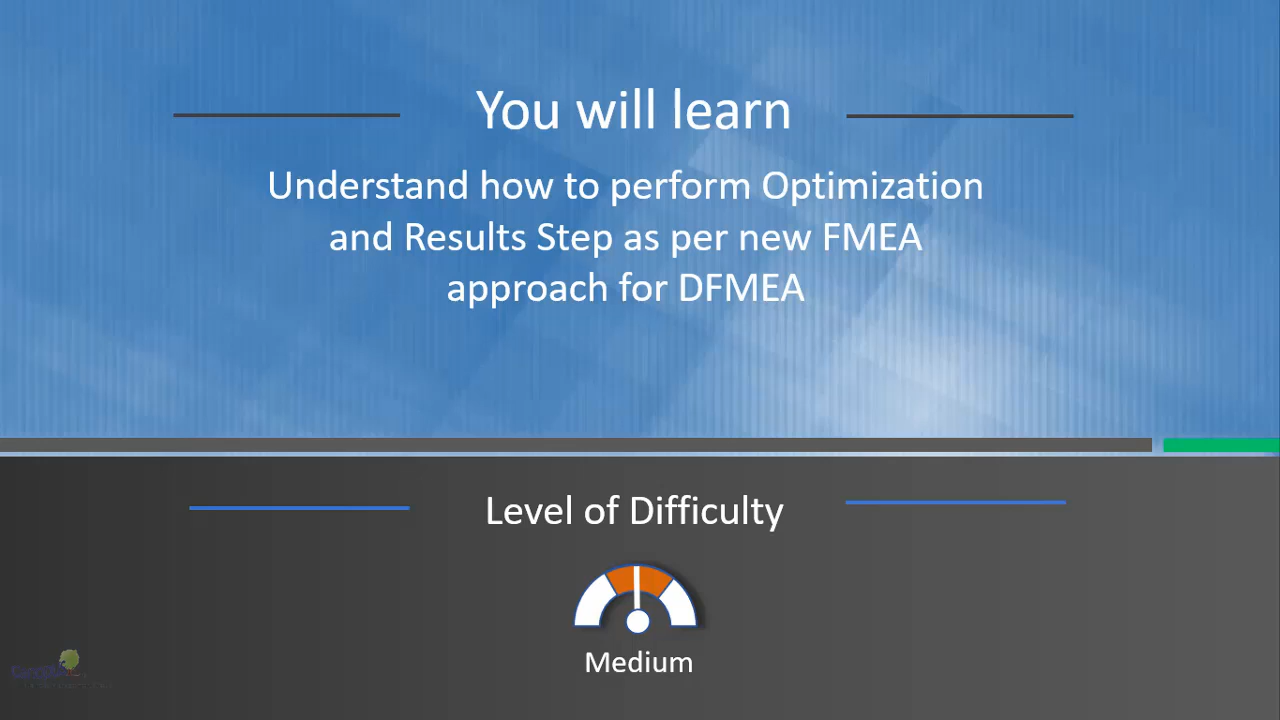 You will learn
Understand how to perform Optimization
and Results Step as per new FMEA
approach for DFMEA
Level of Difficulty
Medium